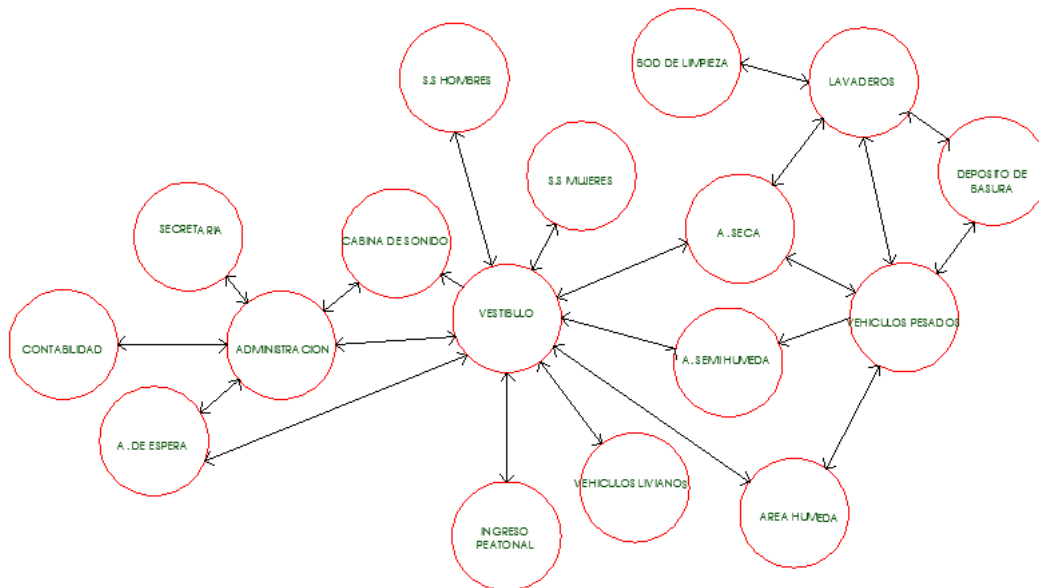 S.S HOMBRES
BOD DE LIMPIEZA
LAVADEROS
S.S MUJERES
DEPOSITO DE
BASURA
SECRETARIA
CABINA DE SONIDO
A. SECA
VESTIBULO
VEHICULOS PESADOS
CONTABILIDAD
ADMINISTRACION
A. SEMI HUMEDA
A. DE ESPERA
VEHICULOS LIVIANOS
INGRESO
PEATONAL
AREA HUMEDA